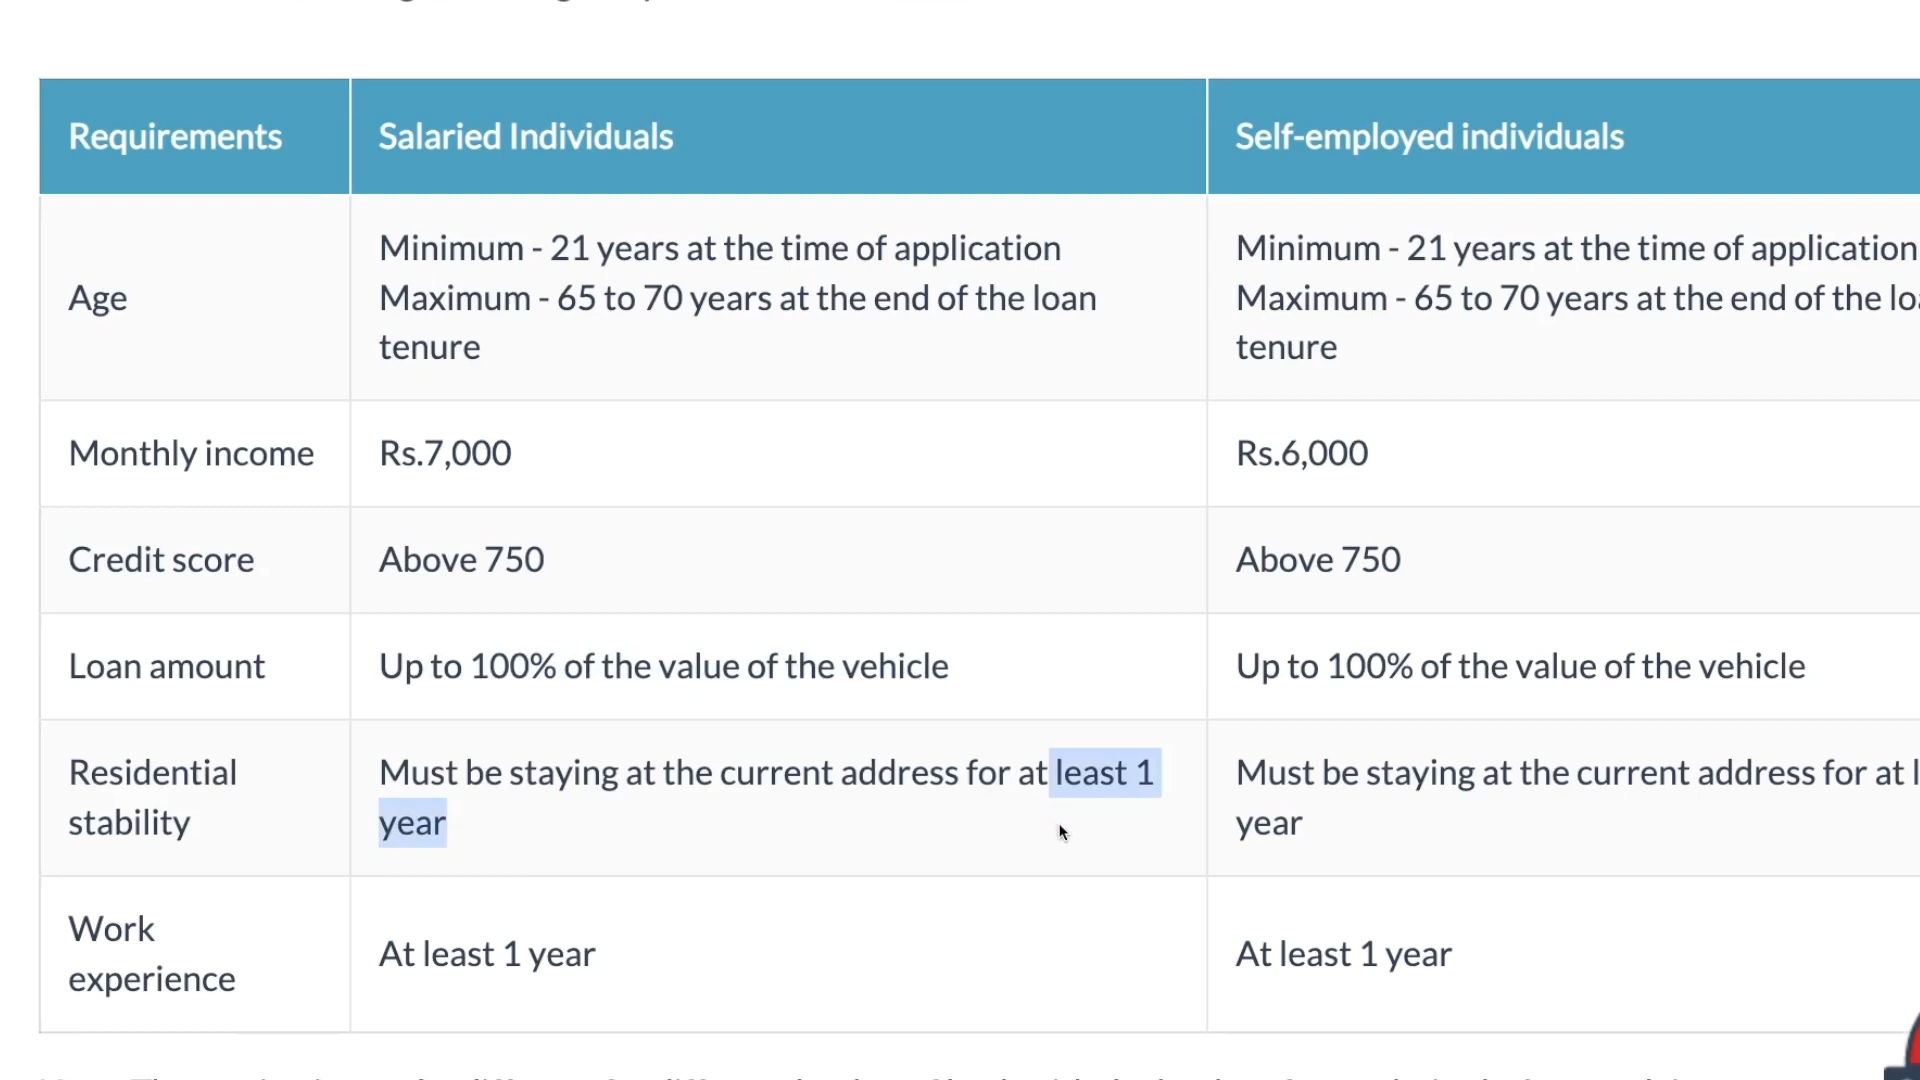 Requirements
Salaried Individuals
Self-employed individuals
Age
Minimum - 21 years at the time of application
Maximum - 65 to 70 years at the end of the loan
tenure
Minimum - 21 years at the time of application
Maximum - 65 to 70 years at the end of the
tenure
Monthly income
Rs.7,000
Rs.6,000
Credit score
Above 750
Above 750
Loan amount
Up to 100% of the value of the vehicle
Up to 100% of the value of the vehicle
Residential
stability
Must be staying at the current address for at least 1
year
Must be staying at the current address for at
year
Work
experience
At least 1 year
At least 1 year